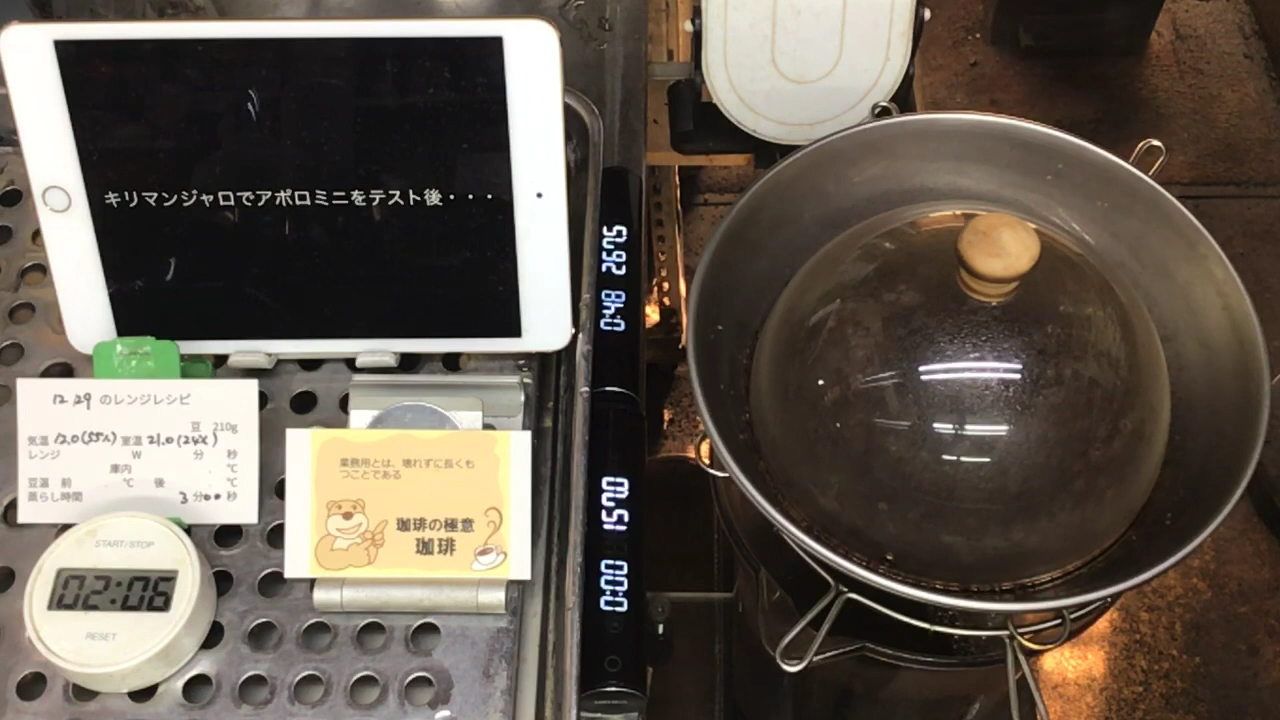 キリマンジャロでアポロミニをテスト後・・・
12.29 のレンジレシピ
豆 210g
気温 12.0(55%) 室温 21.0(24%)
レンジ W 分 秒
庫内 . ℃
豆温 前 . ℃ 後 . ℃
蒸らし時間 3 分00 秒
業務用とは、壊れずに長くも
つことである
珈琲の極意
珈琲
START/STOP
02:06
RESET
0:48 267.5
0:00 157.0